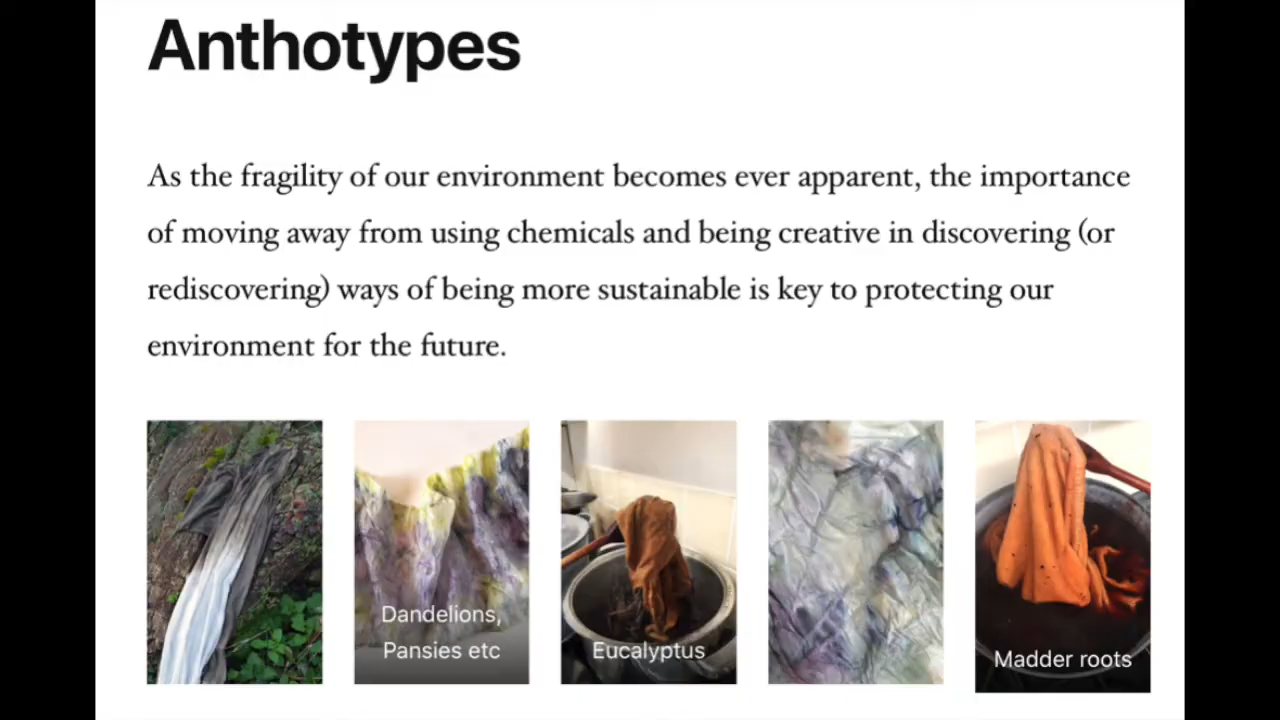 Anthotypes
As the fragility of our environment becomes ever apparent, the importance
of moving away from using chemicals and being creative in discovering (or
rediscovering) ways of being more sustainable is key to protecting our
environment for the future.
Dandelions,
Pansies etc
Eucalyptus
Madder roots